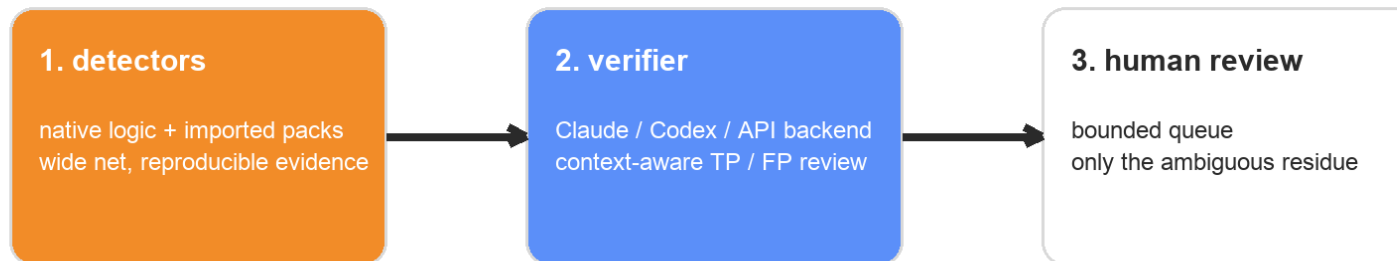 1. detectors
native logic + imported packs
wide net, reproducible evidence
2. verifier
Claude / Codex / API backend
context-aware TP / FP review
3. human review
bounded queue
only the ambiguous residue